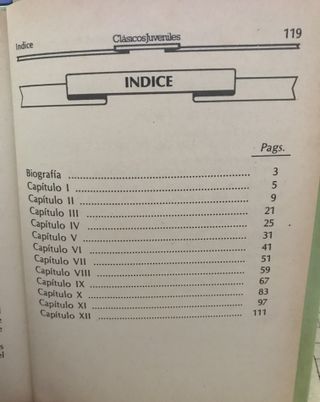 Indice ClásicosJuveniles 119
INDICE
Pags.
Biografía ........................................ 3
Capítulo I ........................................ 5
Capítulo II ........................................ 9
Capítulo III ........................................ 21
Capítulo IV ........................................ 25
Capítulo V ........................................ 31
Capítulo VI ........................................ 41
Capítulo VII ........................................ 51
Capítulo VIII ........................................ 59
Capítulo IX ........................................ 67
Capítulo X ........................................ 83
Capítulo XI ........................................ 97
Capítulo XII ........................................ 111